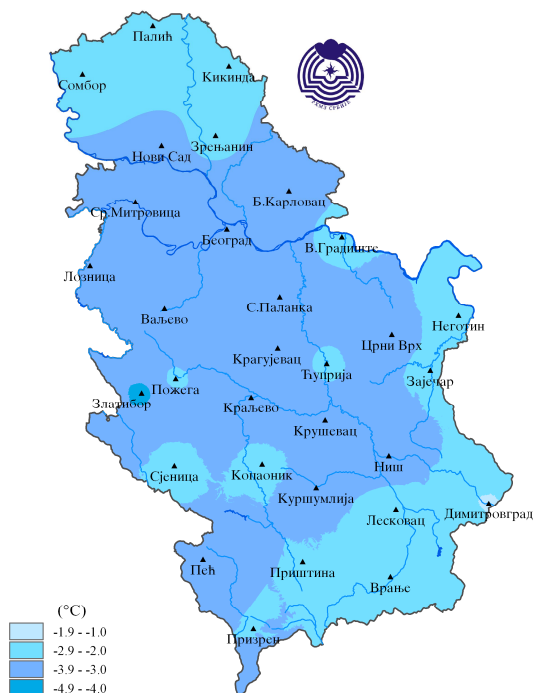 Палић
Кикинда
Сомбор
РХМЗ СРБИЈЕ
Зрењанин
Нови Сад
Б.Карловац
Ср.Митровица
Београд
В.Градиште
Лозница
С.Паланка
Ваљево
Неготин
Црни Врх
Крагујевац
Ћуприја
Зајечар
Пожега
Златибор
Краљево
Крушевац
Ниш
Сјеница
Копаоник
Куршумлија
Димитровград
Лесковац
Пећ
Приштина
Врање
Призрен
(°C)
-1.9 - -1.0
-2.9 - -2.0
-3.9 - -3.0
-4.9 - -4.0